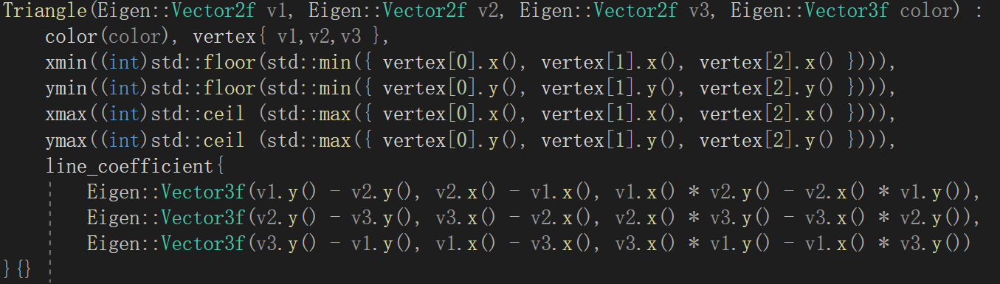 Triangle(Eigen::Vector2f v1, Eigen::Vector2f v2, Eigen::Vector2f v3, Eigen::Vector3f color) :
    color(color), vertex{ v1,v2,v3 },
    xmin((int)std::floor(std::min({ vertex[0].x(), vertex[1].x(), vertex[2].x() }))),
    ymin((int)std::floor(std::min({ vertex[0].y(), vertex[1].y(), vertex[2].y() }))),
    xmax((int)std::ceil (std::max({ vertex[0].x(), vertex[1].x(), vertex[2].x() }))),
    ymax((int)std::ceil (std::max({ vertex[0].y(), vertex[1].y(), vertex[2].y() }))),
    line_coefficient{
        Eigen::Vector3f(v1.y() - v2.y(), v2.x() - v1.x(), v1.x() * v2.y() - v2.x() * v1.y()),
        Eigen::Vector3f(v2.y() - v3.y(), v3.x() - v2.x(), v2.x() * v3.y() - v3.x() * v2.y()),
        Eigen::Vector3f(v3.y() - v1.y(), v1.x() - v3.x(), v3.x() * v1.y() - v1.x() * v3.y())
}{}